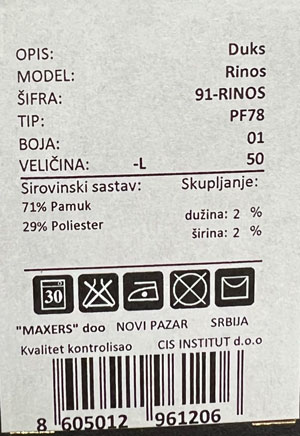 OPIS: Duks
MODEL: Rinos
ŠIFRA: 91-RINOS
TIP: PF78
BOJA: 01
VELIČINA: -L 50
Sirovinski sastav: Skupljanje:
71% Pamuk
dužina: 2 %
29% Poliester
širina: 2 %
30
"MAXERS" doo NOVI PAZAR SRBIJA
Kvalitet kontrolisao CIS INSTITUT d.o.o
8 605012 961206